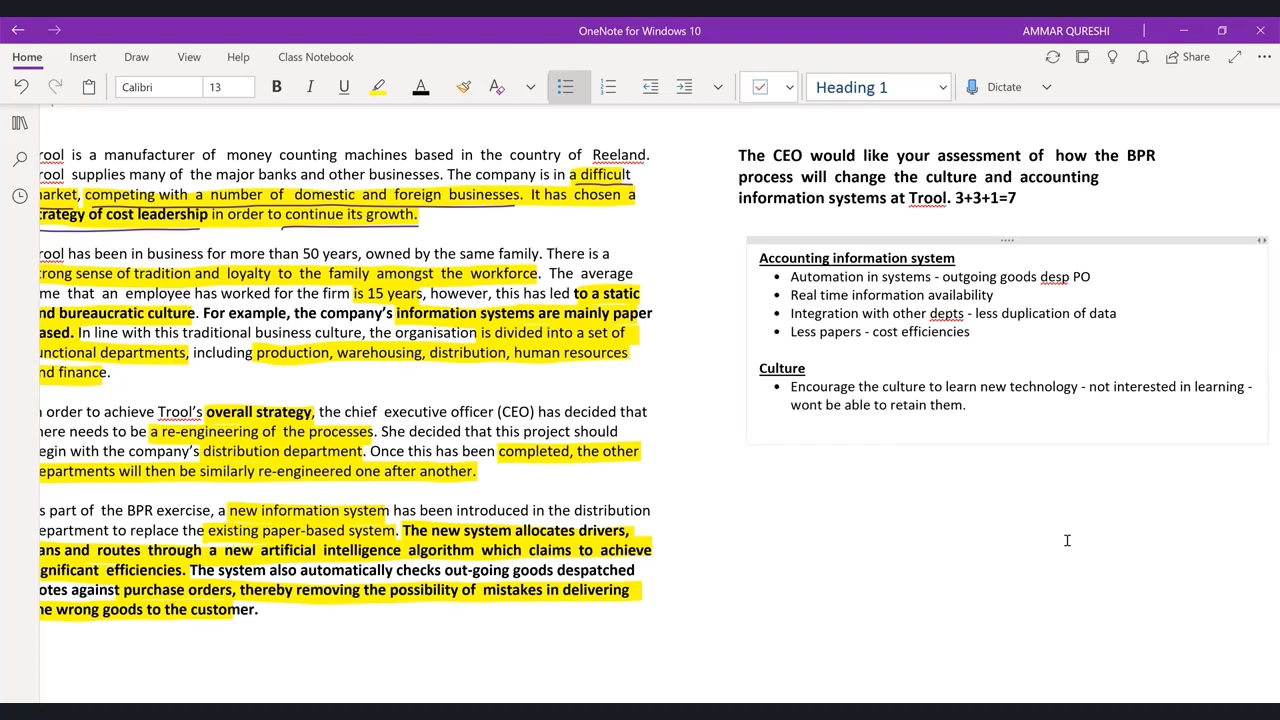 OneNote for Windows 10
AMMAR QURESHI
Home Insert Draw View Help Class Notebook
Share
Calibri 13 B I U A A Heading 1 Dictate
rool is a manufacturer of money counting machines based in the country of Reeland.
rool supplies many of the major banks and other businesses. The company is in a difficult
arket, competing with a number of domestic and foreign businesses. It has chosen a
trategy of cost leadership in order to continue its growth.
rool has been in business for more than 50 years, owned by the same family. There is a
rong sense of tradition and loyalty to the family amongst the workforce. The average
me that an employee has worked for the firm is 15 years, however, this has led to a static
nd bureaucratic culture. For example, the company's information systems are mainly paper
ased. In line with this traditional business culture, the organisation is divided into a set of
unctional departments, including production, warehousing, distribution, human resources
nd finance.
order to achieve Trool's overall strategy, the chief executive officer (CEO) has decided that
ere needs to be a re-engineering of the processes. She decided that this project should
egin with the company's distribution department. Once this has been completed, the other
epartments will then be similarly re-engineered one after another.
s part of the BPR exercise, a new information system has been introduced in the distribution
epartment to replace the existing paper-based system. The new system allocates drivers,
ans and routes through a new artificial intelligence algorithm which claims to achieve
gnificant efficiencies. The system also automatically checks out-going goods despatched
otes against purchase orders, thereby removing the possibility of mistakes in delivering
he wrong goods to the customer.
The CEO would like your assessment of how the BPR
process will change the culture and accounting
information systems at Trool. 3+3+1=7
Accounting information system
• Automation in systems - outgoing goods desp PO
• Real time information availability
• Integration with other depts - less duplication of data
• Less papers - cost efficiencies
Culture
• Encourage the culture to learn new technology - not interested in learning -
wont be able to retain them.